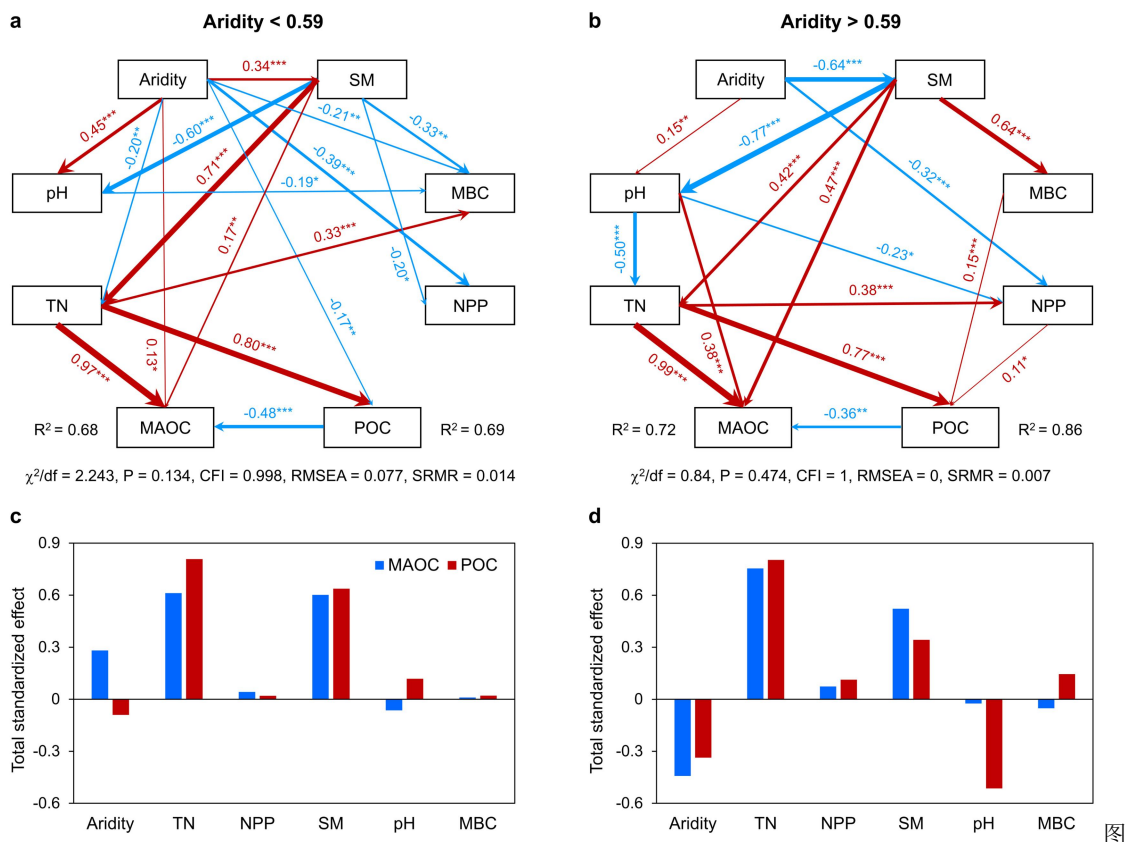 a
Aridity < 0.59
0.34***
Aridity
SM
0.45***
-0.20**
-0.60***
-0.21**
-0.33**
0.71***
-0.39***
pH
-0.19*
MBC
0.17**
0.33***
-0.20*
TN
NPP
-0.17**
0.97***
0.13*
0.80***
MAOC
-0.48***
POC
R² = 0.68
R² = 0.69
χ²/df = 2.243, P = 0.134, CFI = 0.998, RMSEA = 0.077, SRMR = 0.014
b
Aridity > 0.59
-0.64***
Aridity
SM
0.15**
-0.77***
0.64***
0.42***
0.47***
-0.32***
pH
MBC
-0.50***
-0.23*
0.15***
TN
0.38***
NPP
0.99***
0.38***
0.77***
0.11*
MAOC
-0.36**
POC
R² = 0.72
R² = 0.86
χ²/df = 0.84, P = 0.474, CFI = 1, RMSEA = 0, SRMR = 0.007
c
Total standardized effect
0.9
0.6
0.3
0
-0.3
-0.6
MAOC POC
Aridity TN NPP SM pH MBC
d
Total standardized effect
0.9
0.6
0.3
0
-0.3
-0.6
Aridity TN NPP SM pH MBC
图